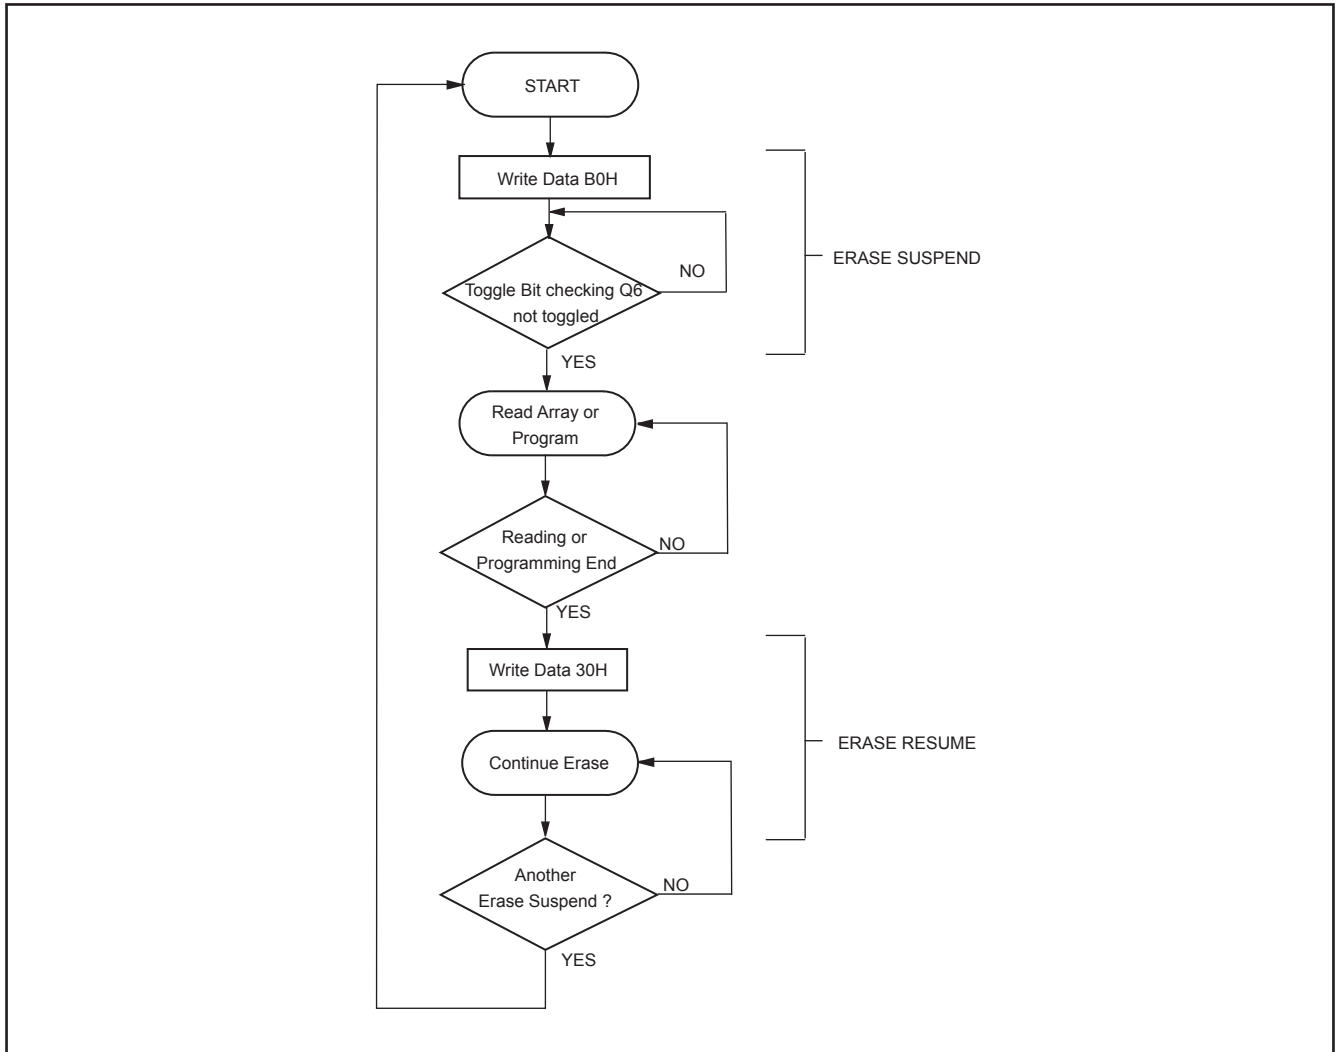 START
Write Data B0H
ERASE SUSPEND
NO
Toggle Bit checking Q6
not toggled
YES
Read Array or
Program
Reading or
NO
Programming End
YES
Write Data 30H
ERASE RESUME
Continue Erase
Another
NO
Erase Suspend ?
YES